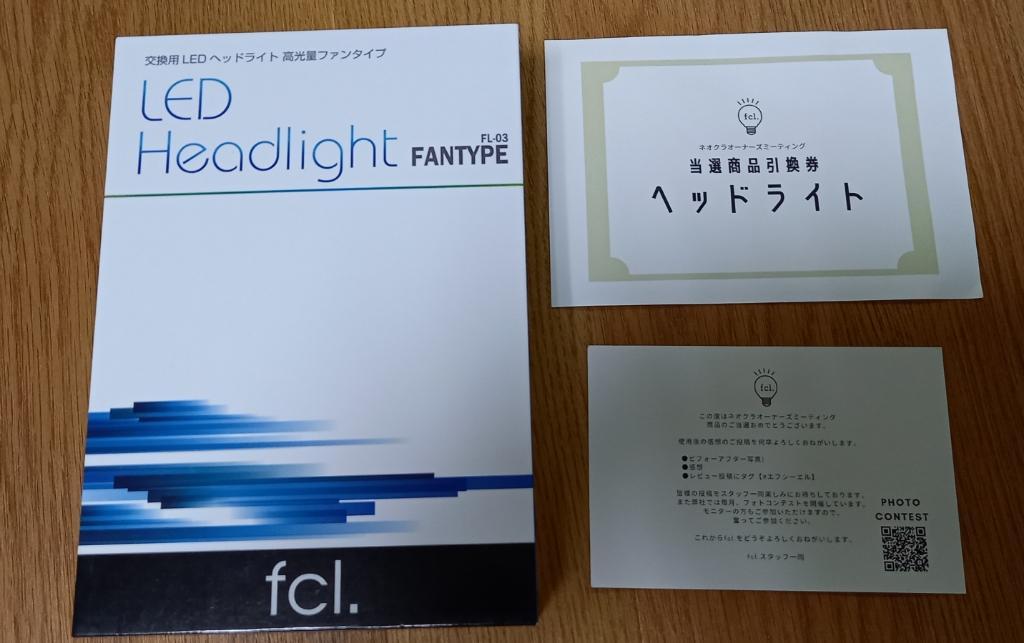 交換用 LED ヘッドライト 高光量ファンタイプ
LED
Headlight
FL-03
FANTYPE
fcl.
fcl.
ネオクラオーナーズミーティング
当選商品引換券
ヘッドライト
fcl.
この度はネオクラオーナーズミーティング
商品のご当選おめでとうございます。
使用後の感想のご投稿を何卒よろしくおねがいします。
●ビフォーアフター写真)
●感想
●レビュー投稿にタグ【#エフシーエル】
皆様の投稿をスタッフ一同楽しみにお待ちしております。
また弊社では毎月、フォトコンテストを開催しています。
モニターの方もご参加いただけますので、
奮ってご参加ください。
これからfcl.をどうぞよろしくおねがいします。
fcl.スタッフ一同
PHOTO
CONTEST